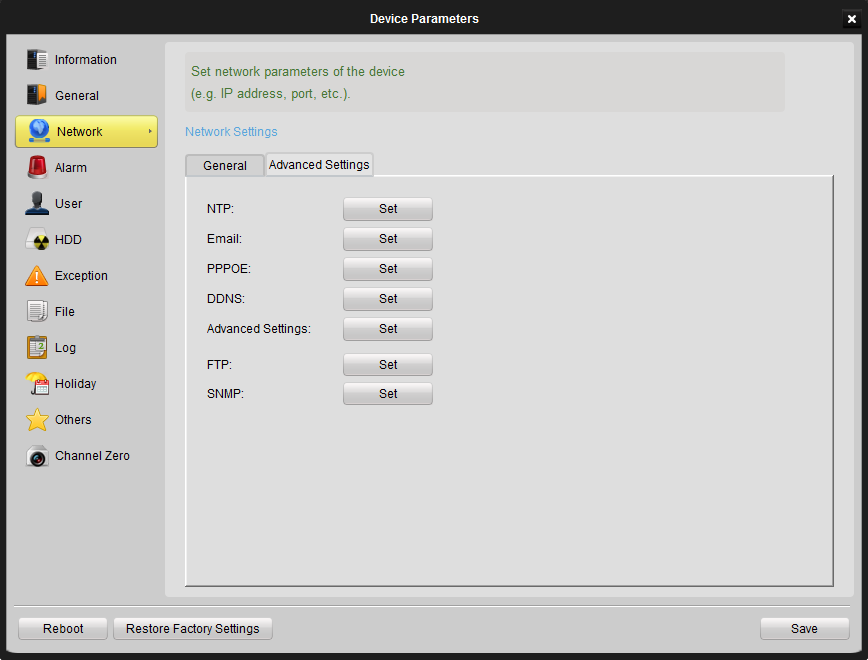 Device Parameters
Information
General
Network
Alarm
User
HDD
Exception
File
Log
2
Holiday
Others
Channel Zero
Set network parameters of the device
(e.g. IP address, port, etc.).
Network Settings
General Advanced Settings
NTP: Set
Email: Set
PPPOE: Set
DDNS: Set
Advanced Settings: Set
FTP: Set
SNMP: Set
Reboot Restore Factory Settings Save